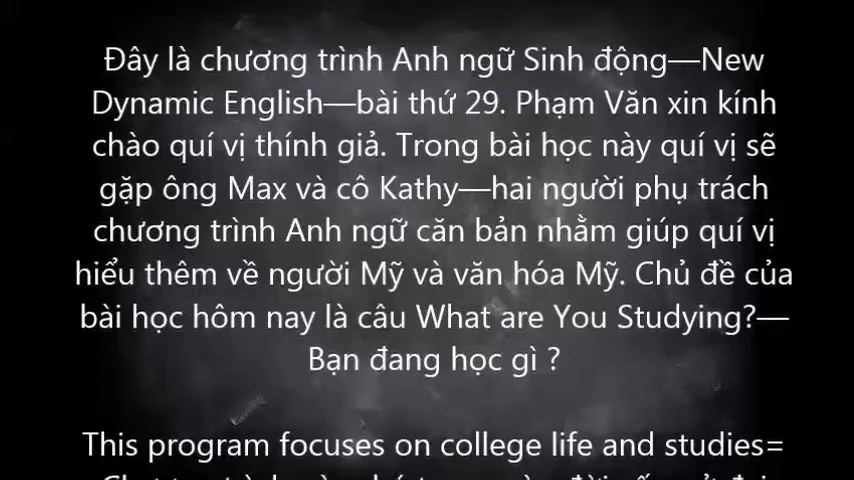 Đây là chương trình Anh ngữ Sinh động—New
Dynamic English—bài thứ 29. Phạm Văn xin kính
chào quí vị thính giả. Trong bài học này quí vị sẽ
gặp ông Max và cô Kathy—hai người phụ trách
chương trình Anh ngữ căn bản nhằm giúp quí vị
hiểu thêm về người Mỹ và văn hóa Mỹ. Chủ đề của
bài học hôm nay là câu What are You Studying?—
Bạn đang học gì ?
This program focuses on college life and studies=